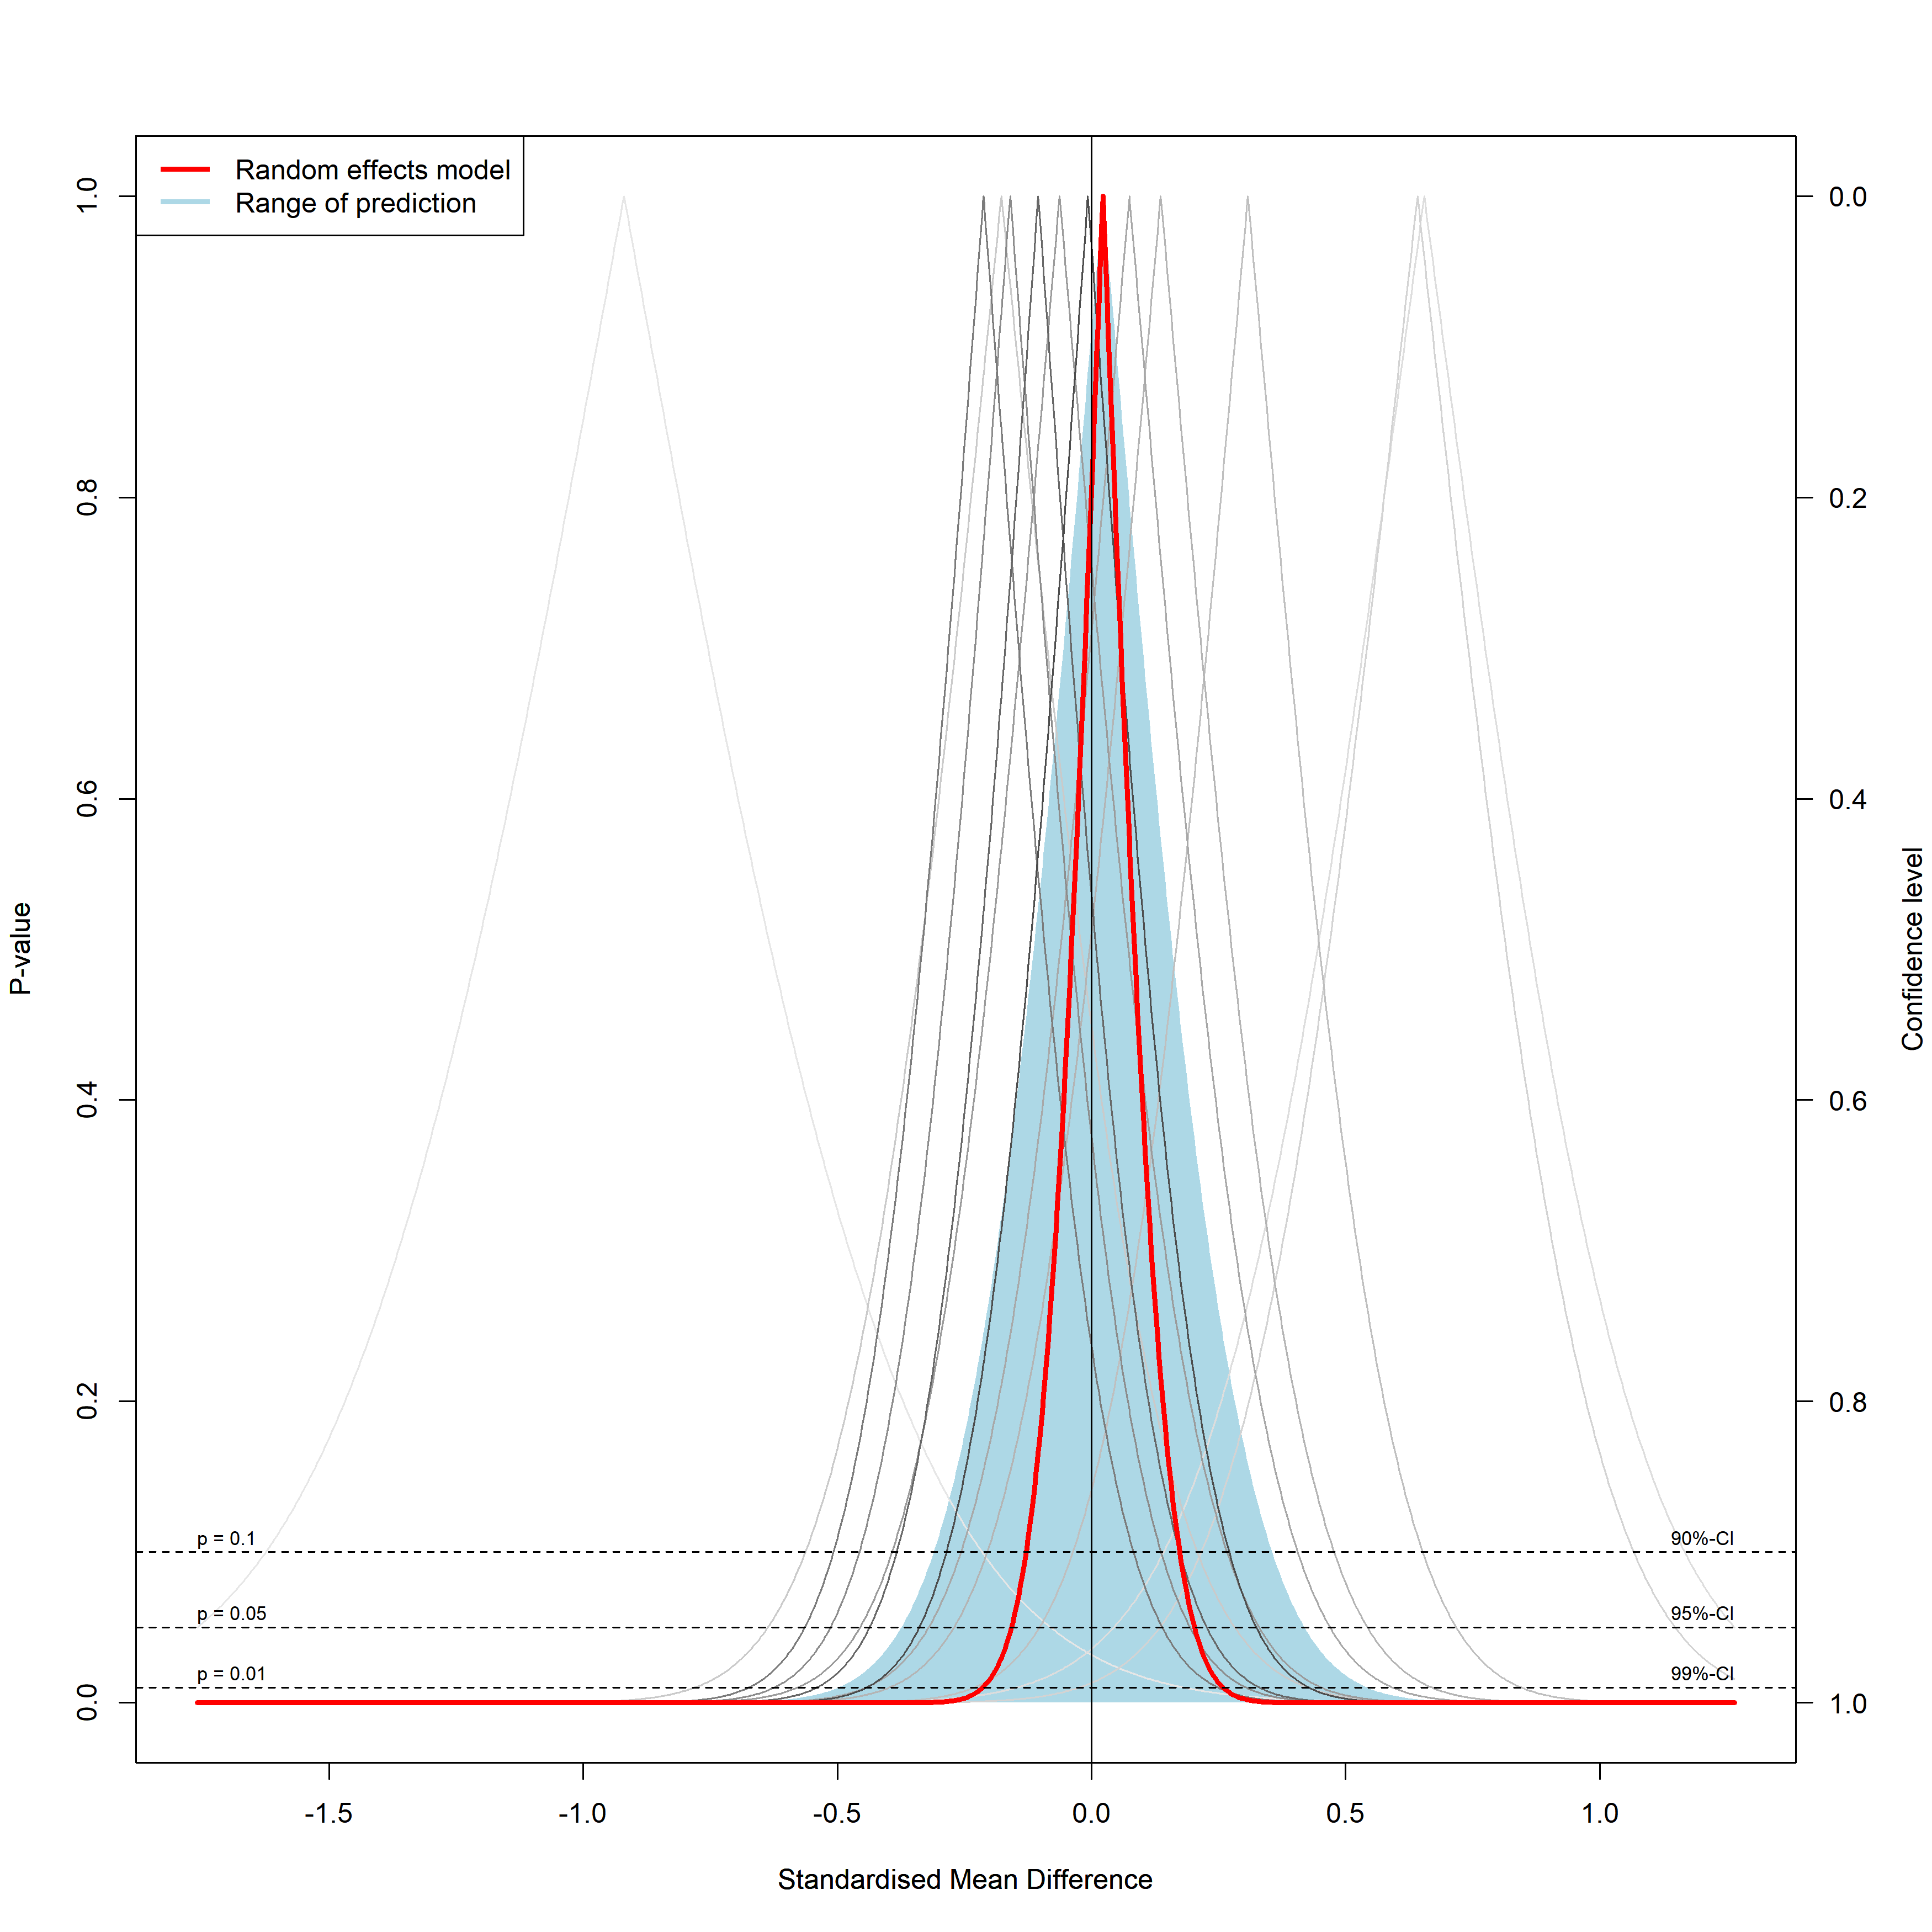 Random effects model
Range of prediction
P-value
1.0
0.8
0.6
0.4
0.2
0.0
0.0
0.2
0.4
0.6
0.8
1.0
Confidence level
p = 0.1
90%-CI
p = 0.05
95%-CI
p = 0.01
99%-CI
-1.5 -1.0 -0.5 0.0 0.5 1.0
Standardised Mean Difference